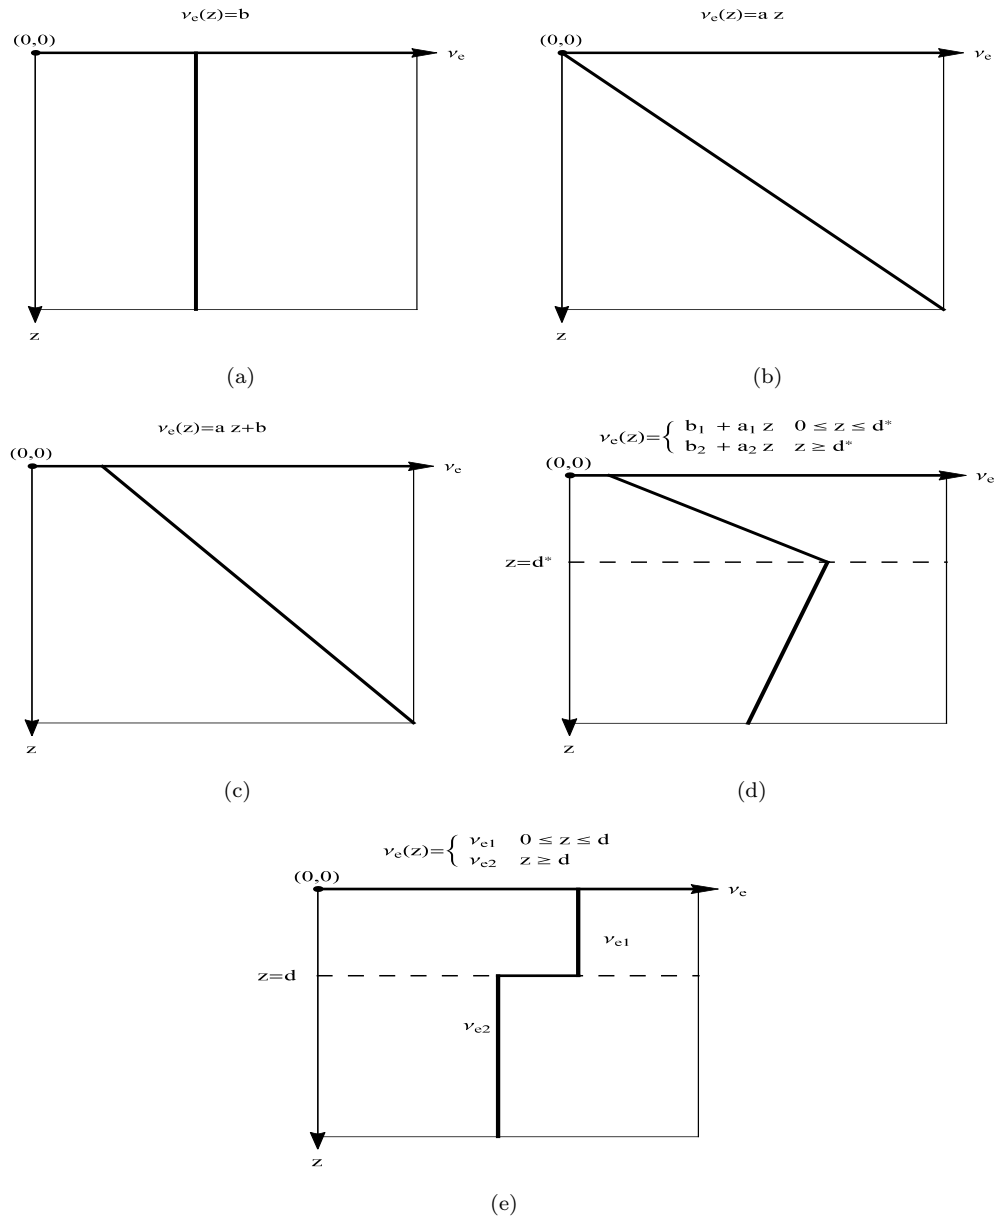 νe(z)=b
(0,0)
νe
z
(a)
νe(z)=a z
(0,0)
νe
z
(b)
νe(z)=a z+b
(0,0)
νe
z
(c)
νe(z)={ b1 + a1 z 0 ≤ z ≤ d*
b2 + a2 z z ≥ d*
(0,0)
νe
z=d*
z
(d)
νe(z)={ νe1 0 ≤ z ≤ d
νe2 z ≥ d
(0,0)
νe
νe1
z=d
νe2
z
(e)